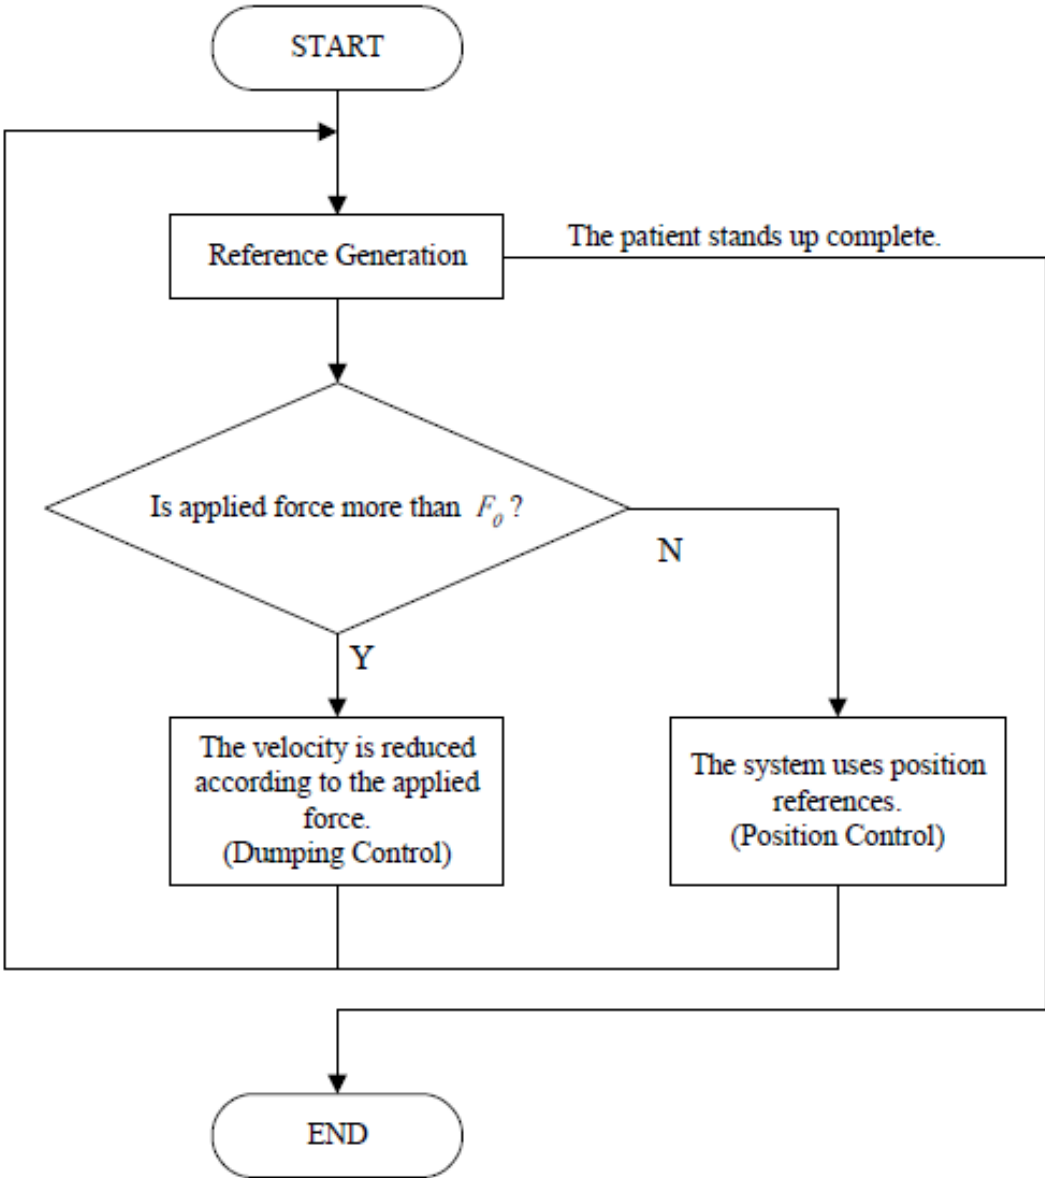 START
The patient stands up complete.
Reference Generation
Is applied force more than F₀ ?
N
Y
The velocity is reduced
according to the applied
force.
(Dumping Control)
The system uses position
references.
(Position Control)
END